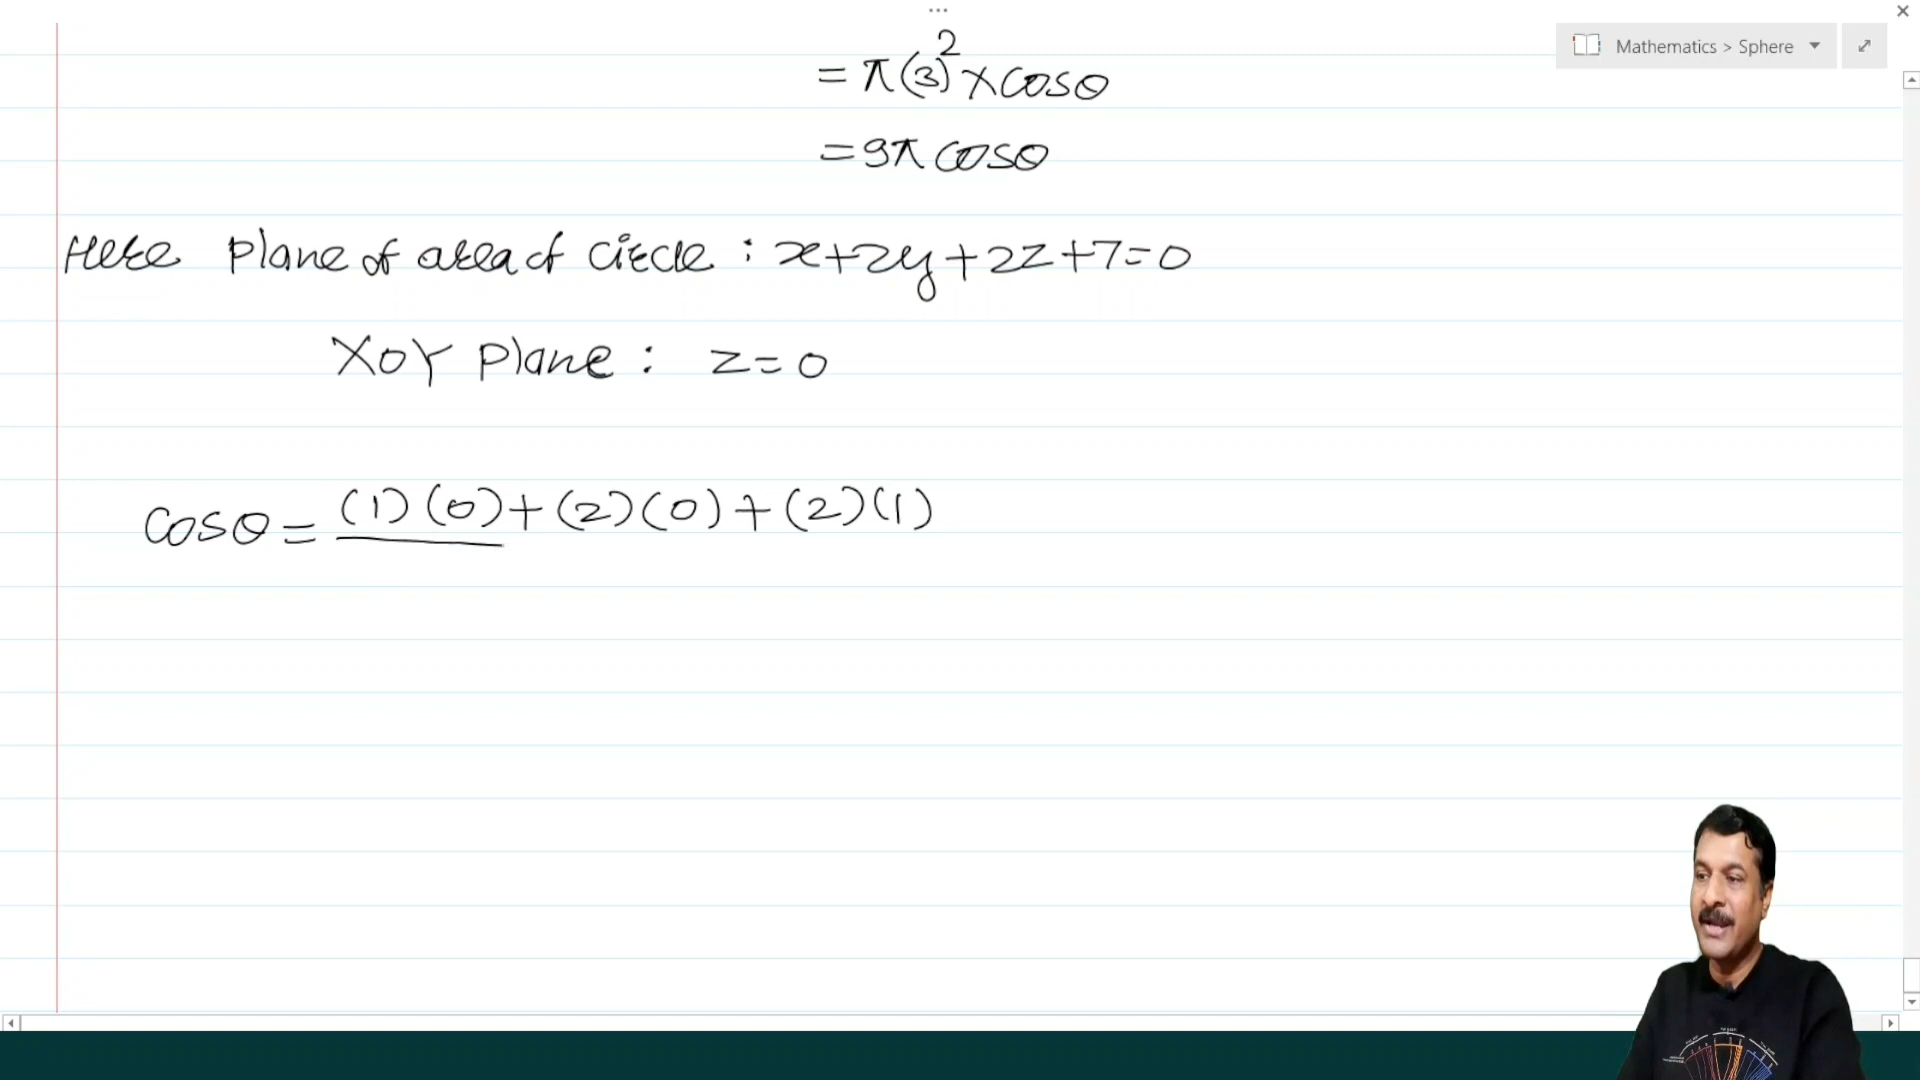 Mathematics > Sphere
= π(3)² × cosθ
= 9π cosθ
Here plane of area of circle : x+2y+2z+7=0
XOY plane : z=0
cosθ = (1)(0)+(2)(0)+(2)(1)